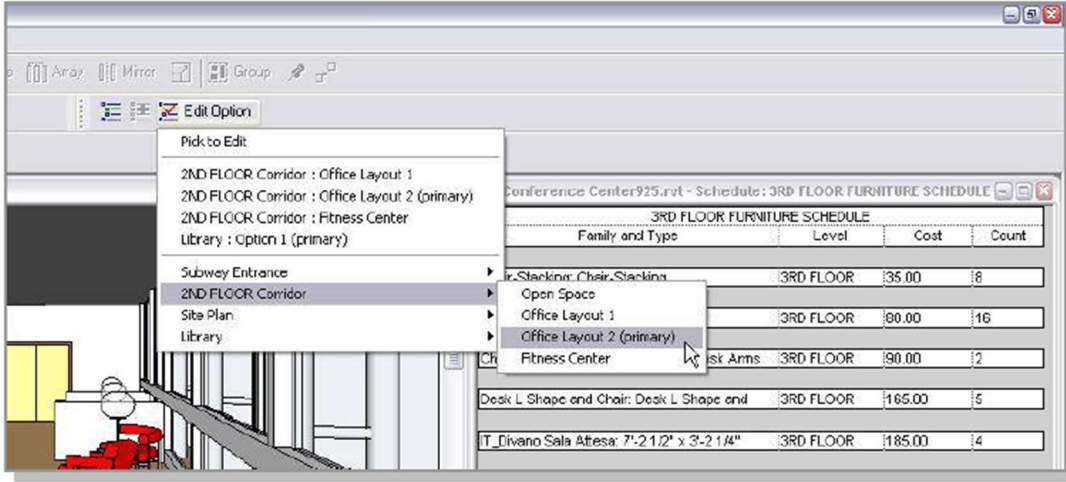 Array Mirror Group
Edit Option
Pick to Edit
2ND FLOOR Corridor : Office Layout 1
2ND FLOOR Corridor : Office Layout 2 (primary)
2ND FLOOR Corridor : Fitness Center
Library : Option 1 (primary)
Subway Entrance
2ND FLOOR Corridor
Site Plan
Library
Open Space
Office Layout 1
Office Layout 2 (primary)
Fitness Center
Conference Center925.rvt - Schedule: 3RD FLOOR FURNITURE SCHEDULE
3RD FLOOR FURNITURE SCHEDULE
Family and Type Level Cost Count
Chair-Stacking 3RD FLOOR 35.00 8
3RD FLOOR 80.00 16
Arms 3RD FLOOR 90.00 2
Desk L Shape and Chair: Desk L Shape and 3RD FLOOR 165.00 5
IT_Divano Sala Attesa: 7'-2 1/2" x 3'-2 1/4" 3RD FLOOR 185.00 4